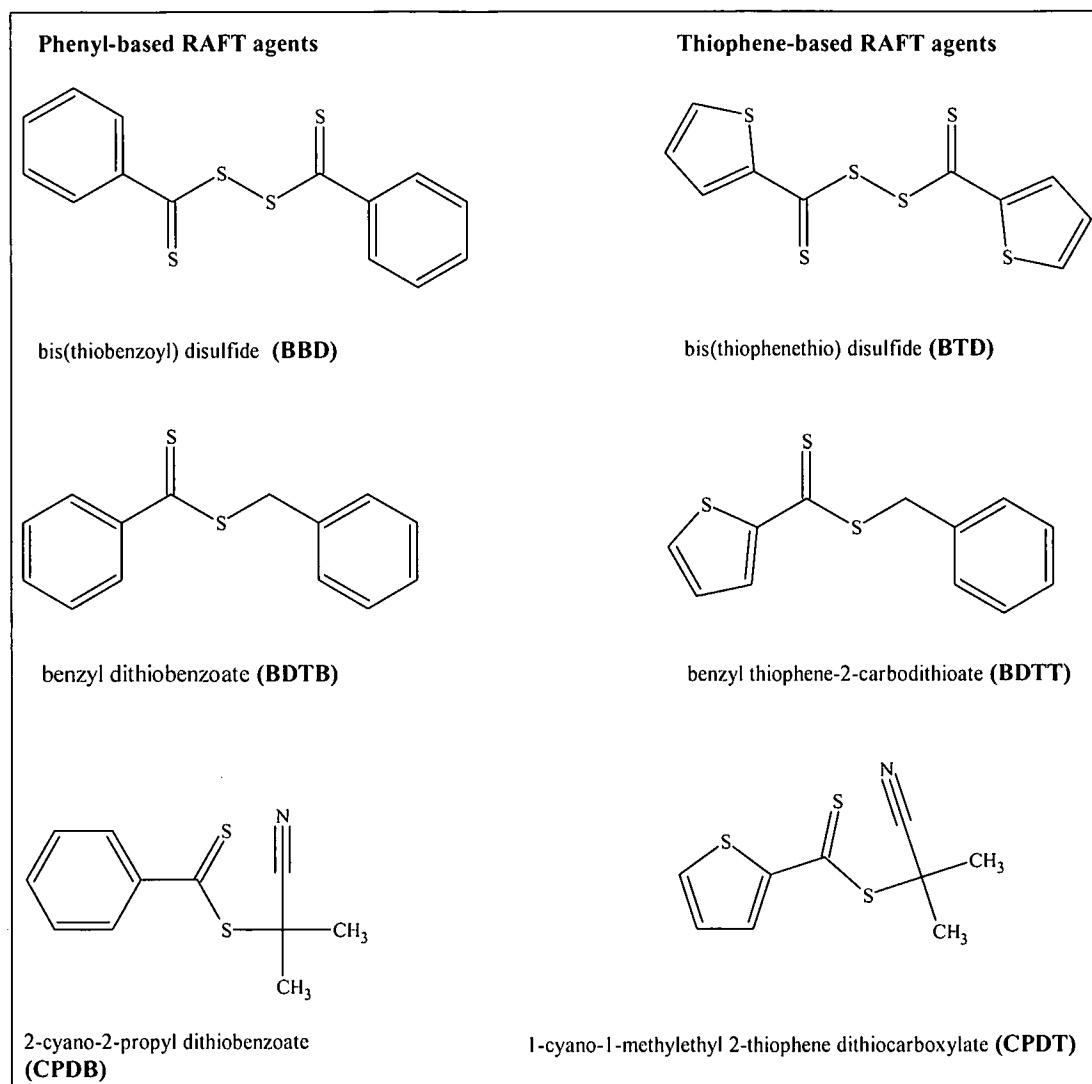 Phenyl-based RAFT agents
Thiophene-based RAFT agents
S
S
S
S
S
S
S
S
S
S
bis(thiobenzoyl) disulfide (BBD)
bis(thiophenethio) disulfide (BTD)
S
S
S
S
S
benzyl dithiobenzoate (BDTB)
benzyl thiophene-2-carbodithioate (BDTT)
N
S
S
CH3
CH3
N
S
S
S
CH3
CH3
2-cyano-2-propyl dithiobenzoate
(CPDB)
1-cyano-1-methylethyl 2-thiophene dithiocarboxylate (CPDT)